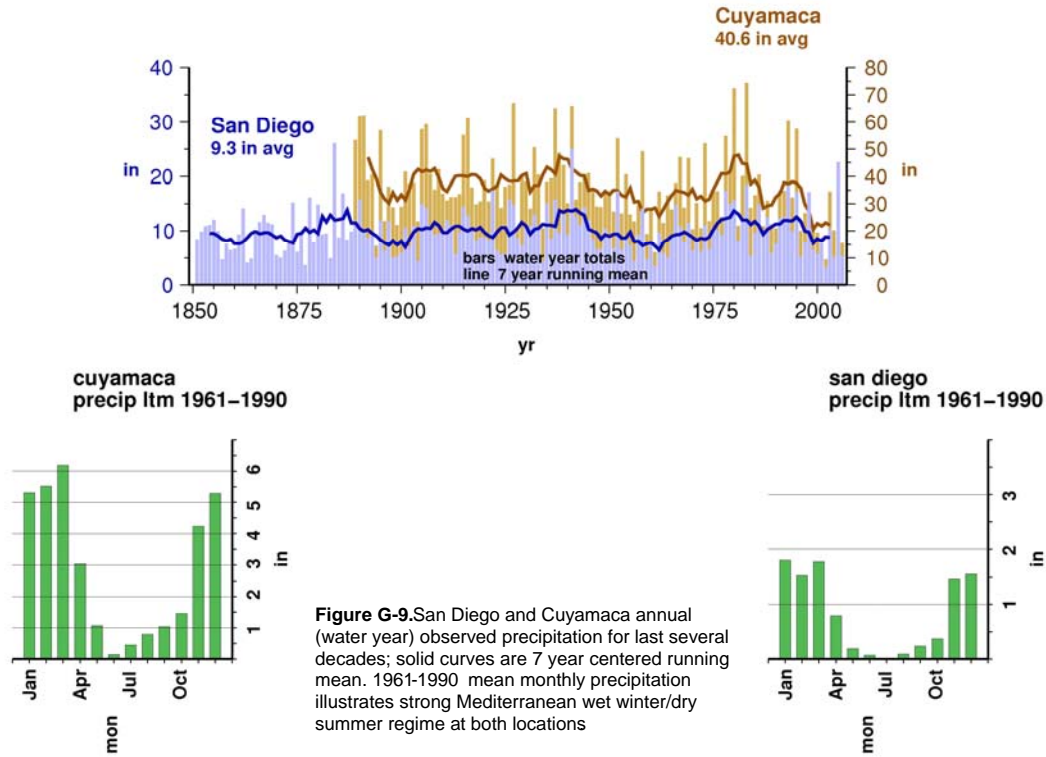 Cuyamaca
40.6 in avg
San Diego
9.3 in avg
in
40
30
20
10
0
80
70
60
50
40
30
20
10
0
in
bars water year totals
line 7 year running mean
1850 1875 1900 1925 1950 1975 2000
yr
cuyamaca
precip ltm 1961–1990
6
5
4
3
2
1
in
Jan Apr Jul Oct
mon
Figure G-9.San Diego and Cuyamaca annual
(water year) observed precipitation for last several
decades; solid curves are 7 year centered running
mean. 1961-1990 mean monthly precipitation
illustrates strong Mediterranean wet winter/dry
summer regime at both locations
san diego
precip ltm 1961–1990
3
2
1
in
Jan Apr Jul Oct
mon